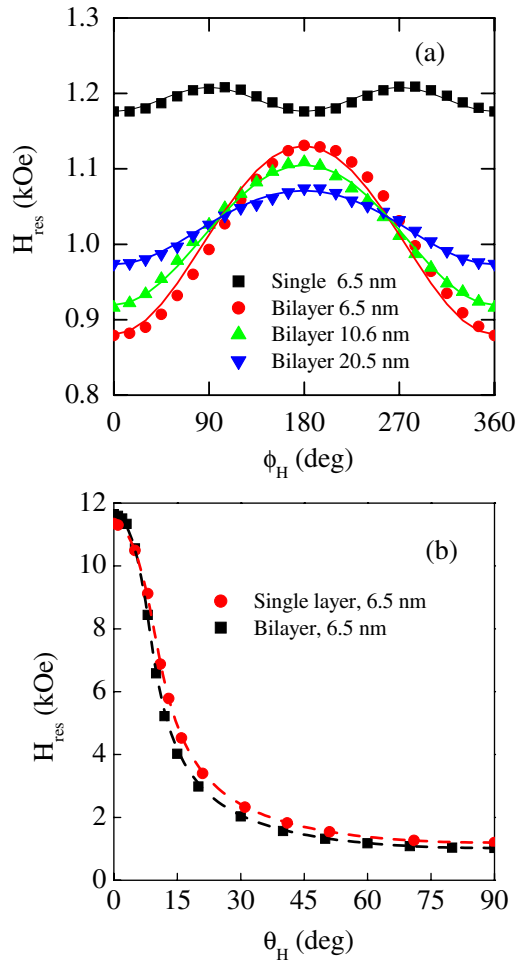 (a)
1.3
1.2
1.1
1.0
0.9
0.8
H_res (kOe)
Single 6.5 nm
Bilayer 6.5 nm
Bilayer 10.6 nm
Bilayer 20.5 nm
0 90 180 270 360
ϕ_H (deg)
(b)
12
10
8
6
4
2
0
H_res (kOe)
Single layer, 6.5 nm
Bilayer, 6.5 nm
0 15 30 45 60 75 90
θ_H (deg)